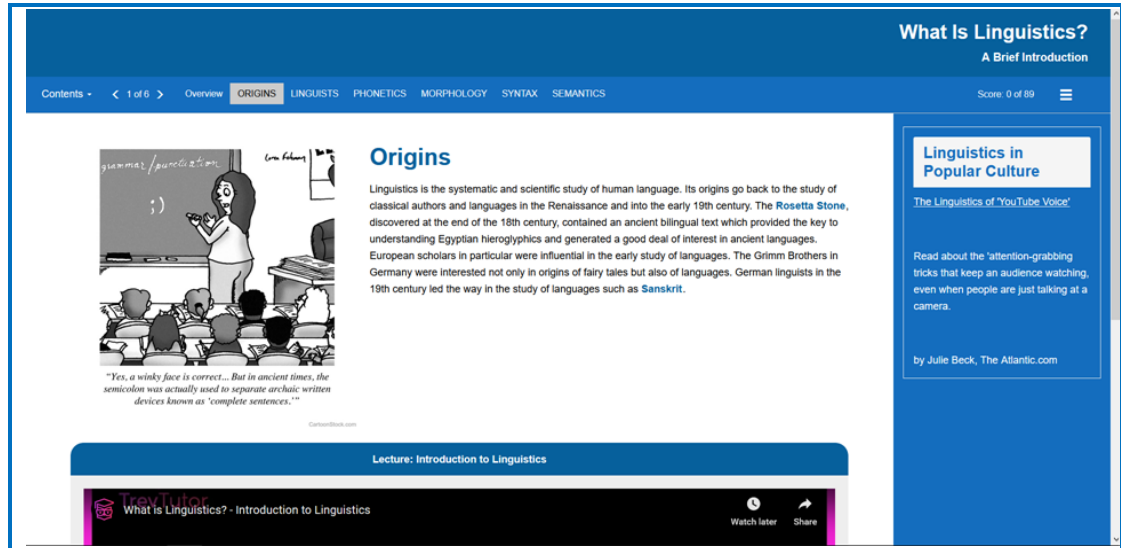 What Is Linguistics?
A Brief Introduction
Contents
1 of 6
Overview
ORIGINS
LINGUISTS
PHONETICS
MORPHOLOGY
SYNTAX
SEMANTICS
Score: 0 of 89
grammar/punctuation
;)
"Yes, a winky face is correct... But in ancient times, the
semicolon was actually used to separate archaic written
devices known as 'complete sentences.'"
CartoonStock.com
Origins
Linguistics is the systematic and scientific study of human language. Its origins go back to the study of
classical authors and languages in the Renaissance and into the early 19th century. The Rosetta Stone,
discovered at the end of the 18th century, contained an ancient bilingual text which provided the key to
understanding Egyptian hieroglyphics and generated a good deal of interest in ancient languages.
European scholars in particular were influential in the early study of languages. The Grimm Brothers in
Germany were interested not only in origins of fairy tales but also of languages. German linguists in the
19th century led the way in the study of languages such as Sanskrit.
Linguistics in
Popular Culture
The Linguistics of 'YouTube Voice'
Read about the 'attention-grabbing
tricks that keep an audience watching,
even when people are just talking at a
camera.
by Julie Beck, The Atlantic.com
Lecture: Introduction to Linguistics
TrevTutor
What is Linguistics? - Introduction to Linguistics
Watch later
Share